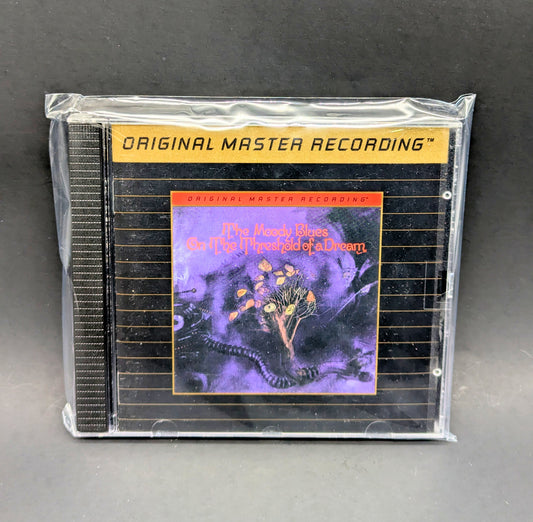 ORIGINAL MASTER RECORDING™
ORIGINAL MASTER RECORDING
The Moody Blues
On The Threshold of a Dream